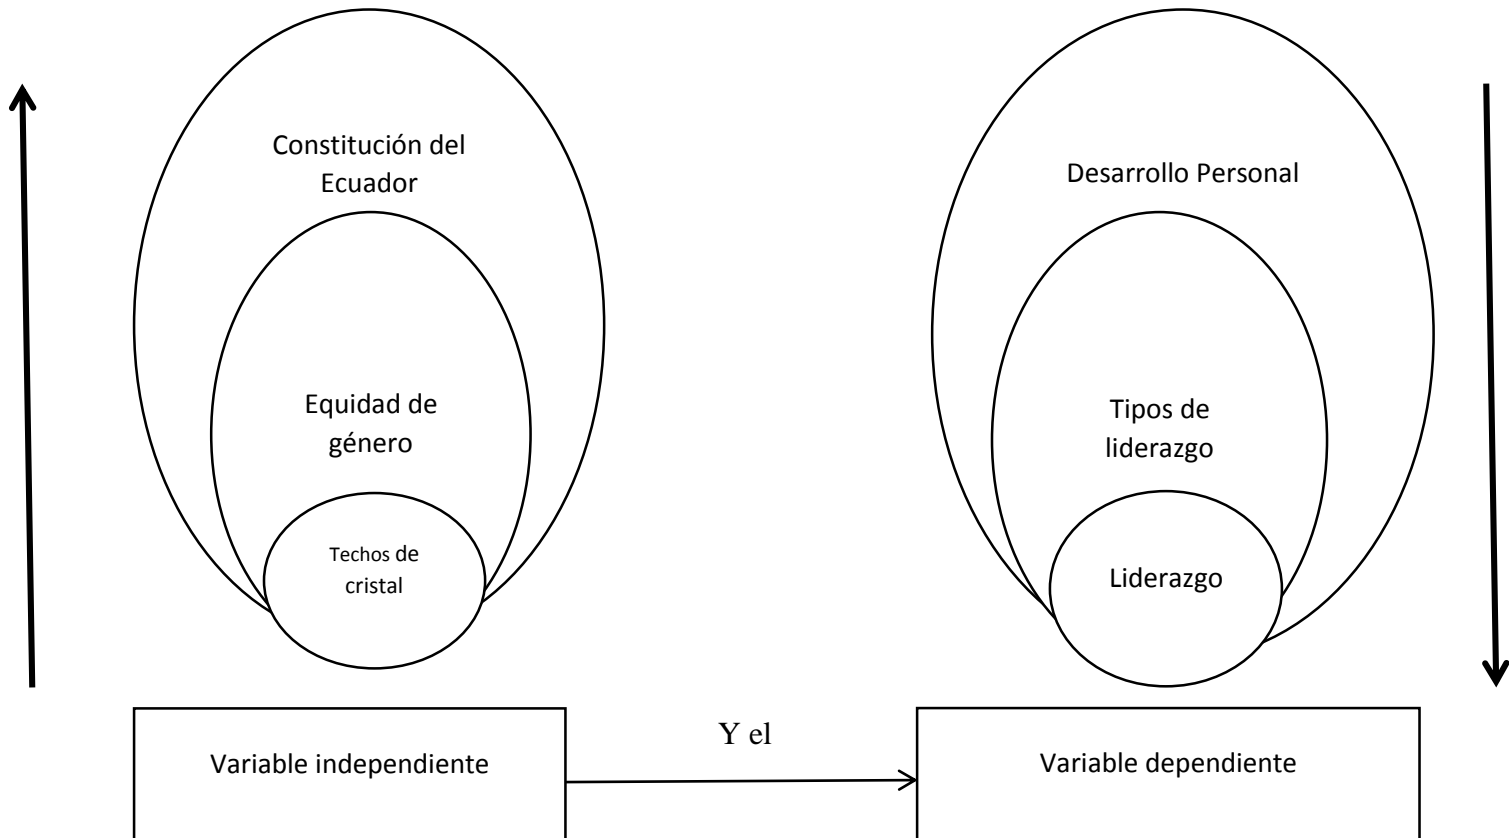 Constitución del
Ecuador
Equidad de
género
Techos de
cristal
Desarrollo Personal
Tipos de
liderazgo
Liderazgo
Variable independiente
Y el
Variable dependiente